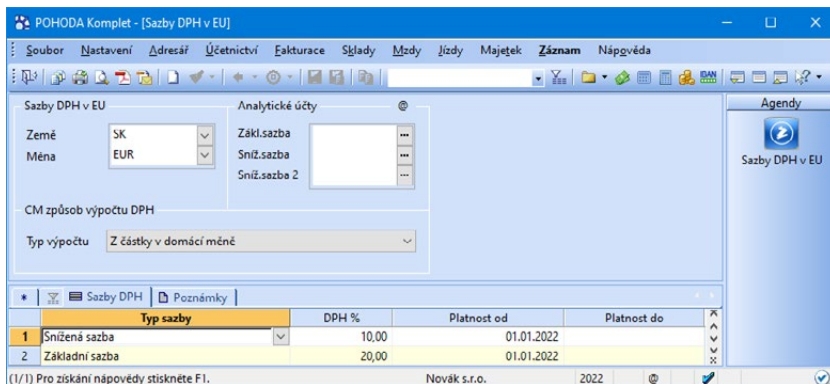 POHODA Komplet - [Sazby DPH v EU]
Soubor Nastavení Adresář Účetnictví Fakturace Sklady Mzdy Jízdy Majetek Záznam Nápověda
Sazby DPH v EU
Analytické účty @
Agendy
Země SK
Zákl.sazba
Měna EUR
Sníž.sazba
Sníž.sazba 2
Sazby DPH v EU
CM způsob výpočtu DPH
Typ výpočtu Z částky v domácí měně
* Sazby DPH Poznámky
Typ sazby DPH % Platnost od Platnost do
1 Snížená sazba 10,00 01.01.2022
2 Základní sazba 20,00 01.01.2022
(1/1) Pro získání nápovědy stiskněte F1. Novák s.r.o. 2022 @